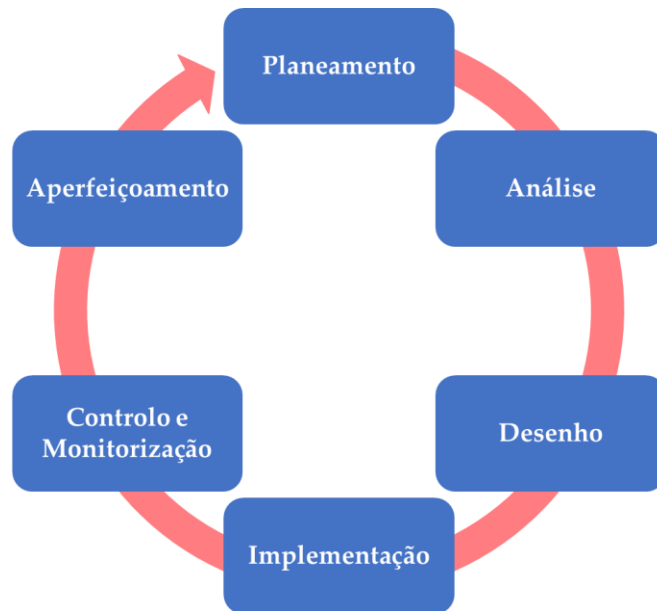 Planeamento
Análise
Desenho
Implementação
Controlo e
Monitorização
Aperfeiçoamento